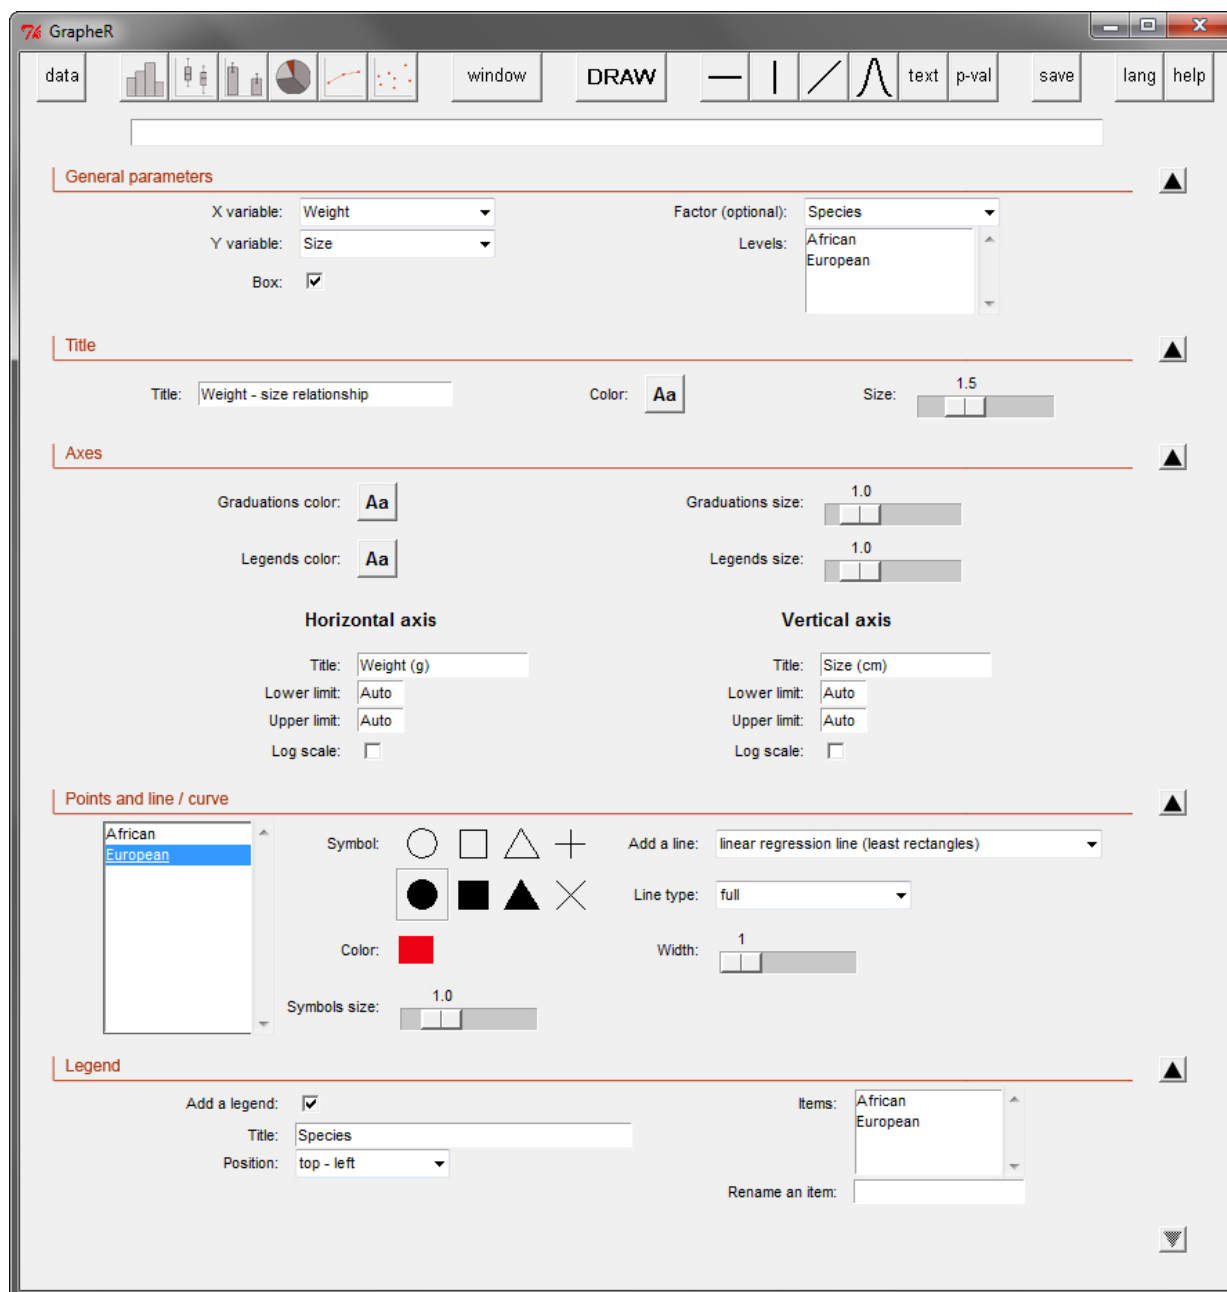 GrapheR
data window DRAW text p-val save lang help
General parameters
X variable: Weight Factor (optional): Species
Y variable: Size Levels: African
European
Box:
Title
Title: Weight - size relationship Color: Aa Size: 1.5
Axes
Graduations color: Aa Graduations size: 1.0
Legends color: Aa Legends size: 1.0
Horizontal axis Vertical axis
Title: Weight (g) Title: Size (cm)
Lower limit: Auto Lower limit: Auto
Upper limit: Auto Upper limit: Auto
Log scale: Log scale:
Points and line / curve
African Symbol: Add a line: linear regression line (least rectangles)
European
Line type: full
Color: Width: 1
Symbols size: 1.0
Legend
Add a legend: Items: African
European
Title: Species
Position: top - left
Rename an item: